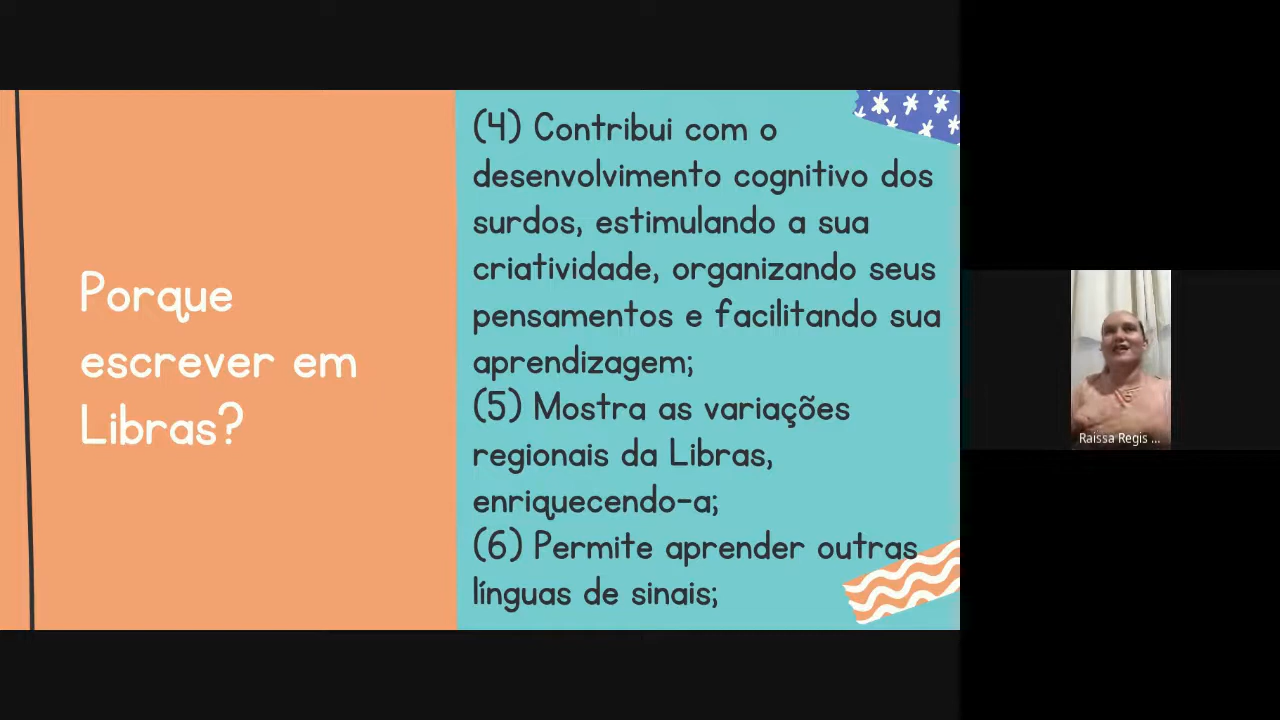 Porque
escrever em
Libras?
(4) Contribui com o
desenvolvimento cognitivo dos
surdos, estimulando a sua
criatividade, organizando seus
pensamentos e facilitando sua
aprendizagem;
(5) Mostra as variações
regionais da Libras,
enriquecendo-a;
(6) Permite aprender outras
línguas de sinais;
Raissa Regis ...